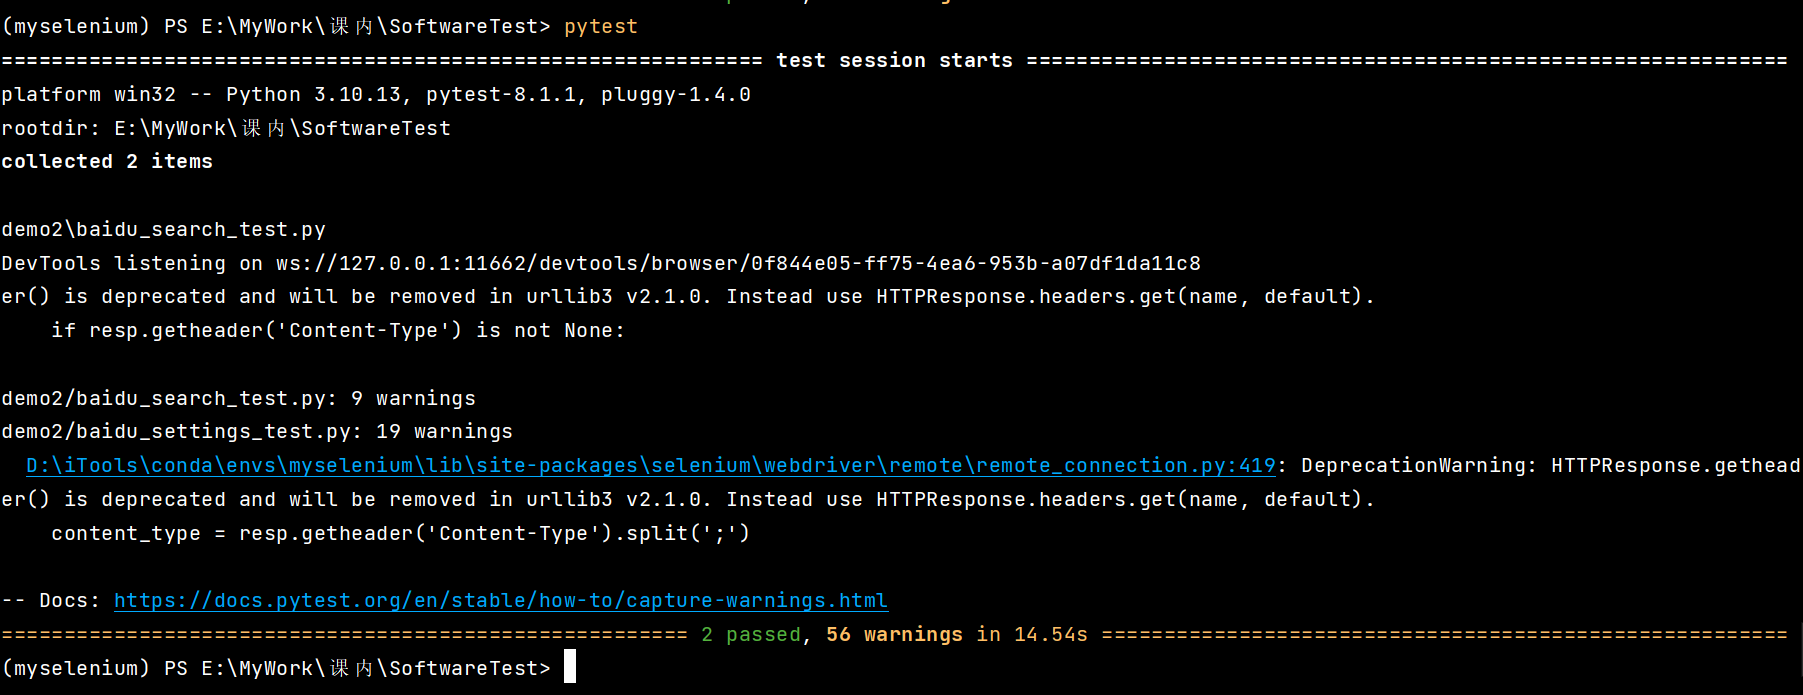 (myselenium) PS E:\MyWork\课内\SoftwareTest> pytest
============================================================= test session starts =============================================================
platform win32 -- Python 3.10.13, pytest-8.1.1, pluggy-1.4.0
rootdir: E:\MyWork\课内\SoftwareTest
collected 2 items
demo2\baidu_search_test.py
DevTools listening on ws://127.0.0.1:11662/devtools/browser/0f844e05-ff75-4ea6-953b-a07df1da11c8
er() is deprecated and will be removed in urllib3 v2.1.0. Instead use HTTPResponse.headers.get(name, default).
    if resp.getheader('Content-Type') is not None:
demo2/baidu_search_test.py: 9 warnings
demo2/baidu_settings_test.py: 19 warnings
  D:\iTools\conda\envs\myselenium\lib\site-packages\selenium\webdriver\remote\remote_connection.py:419: DeprecationWarning: HTTPResponse.gethead
er() is deprecated and will be removed in urllib3 v2.1.0. Instead use HTTPResponse.headers.get(name, default).
    content_type = resp.getheader('Content-Type').split(';')
-- Docs: https://docs.pytest.org/en/stable/how-to/capture-warnings.html
======================================================= 2 passed, 56 warnings in 14.54s =======================================================
(myselenium) PS E:\MyWork\课内\SoftwareTest>